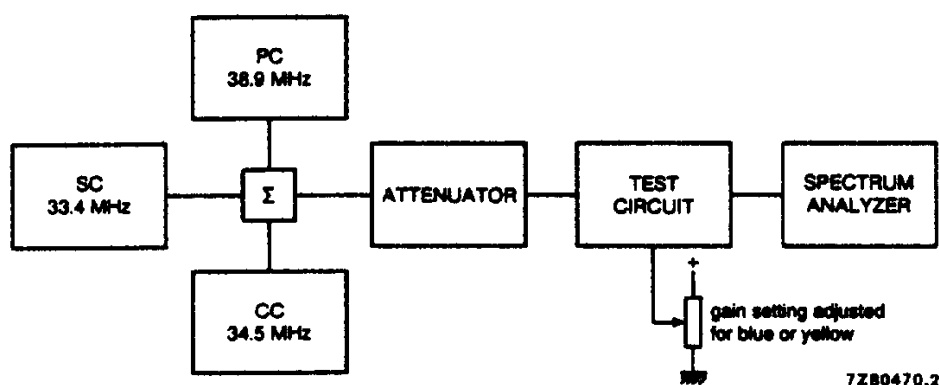 PC
38.9 MHz
SC
33.4 MHz
Σ
ATTENUATOR
TEST
CIRCUIT
SPECTRUM
ANALYZER
CC
34.5 MHz
+
gain setting adjusted
for blue or yellow
7Z80470.2